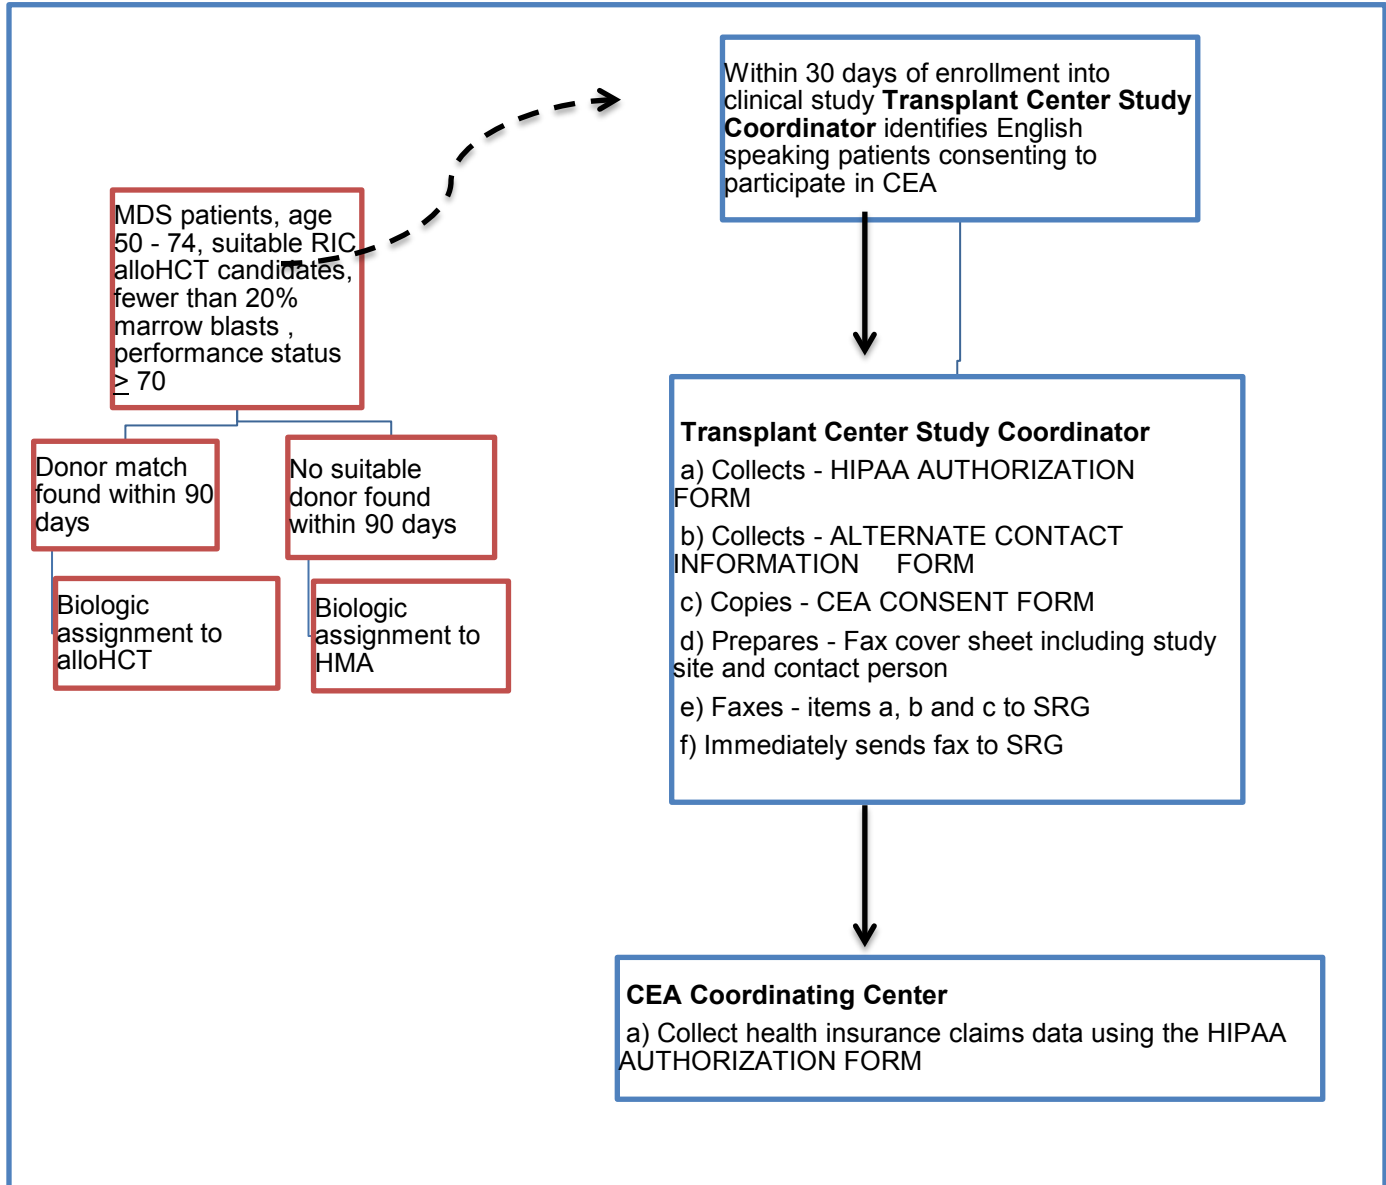 Within 30 days of enrollment into
clinical study Transplant Center Study
Coordinator identifies English
speaking patients consenting to
participate in CEA
MDS patients, age
50 - 74, suitable RIC
alloHCT candidates,
fewer than 20%
marrow blasts ,
performance status
> 70
Donor match
found within 90
days
No suitable
donor found
within 90 days
Biologic
assignment to
alloHCT
Biologic
assignment to
HMA
Transplant Center Study Coordinator
a) Collects - HIPAA AUTHORIZATION
FORM
b) Collects - ALTERNATE CONTACT
INFORMATION FORM
c) Copies - CEA CONSENT FORM
d) Prepares - Fax cover sheet including study
site and contact person
e) Faxes - items a, b and c to SRG
f) Immediately sends fax to SRG
CEA Coordinating Center
a) Collect health insurance claims data using the HIPAA
AUTHORIZATION FORM